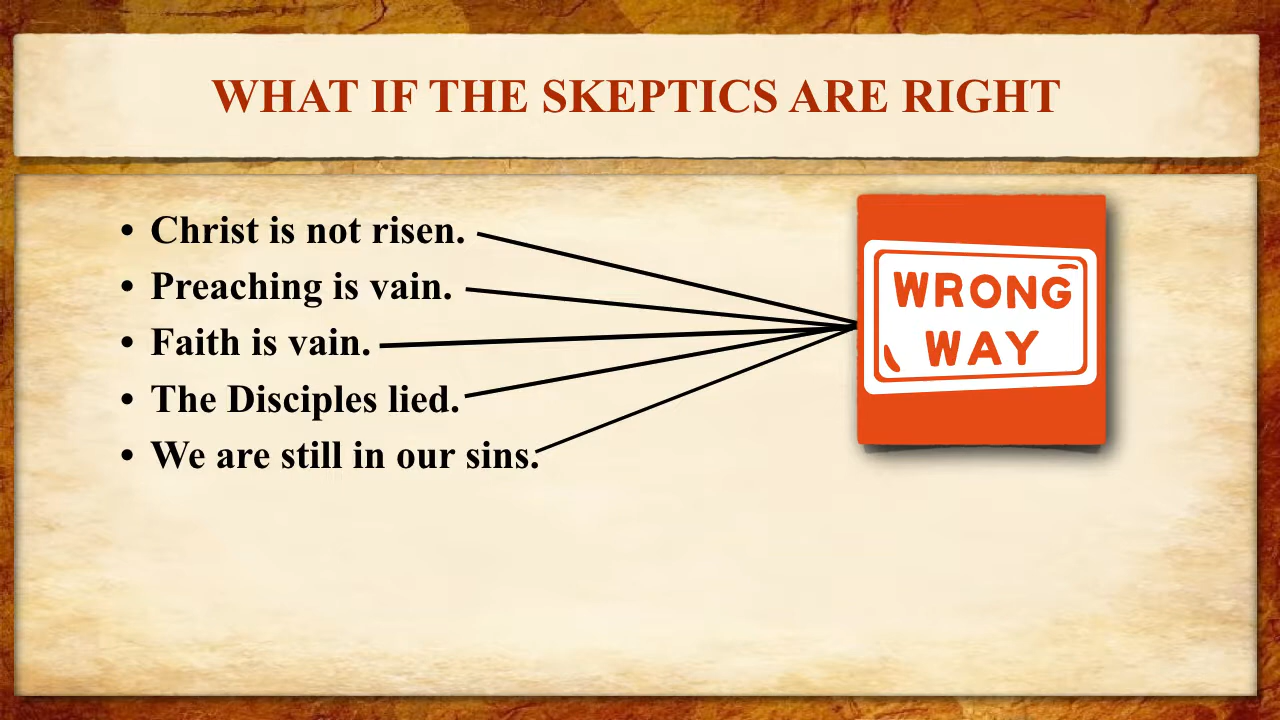 WHAT IF THE SKEPTICS ARE RIGHT
• Christ is not risen.
• Preaching is vain.
• Faith is vain.
• The Disciples lied.
• We are still in our sins.
WRONG
WAY